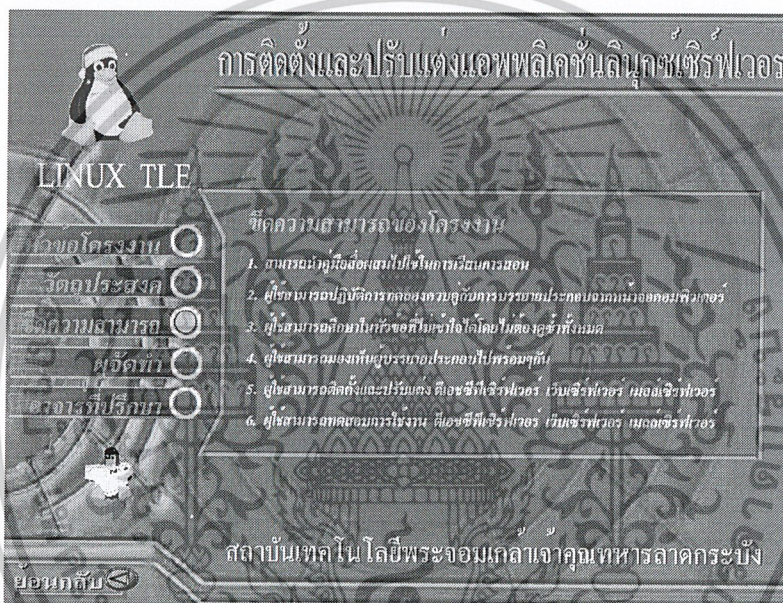 การติดตั้งและปรับแต่งแอพพลิเคชั่นลินุกซ์เซิร์ฟเวอร์
LINUX TLE
หัวข้อโครงงาน
วัตถุประสงค์
ขีดความสามารถ
ผู้จัดทำ
อาจารที่ปรึกษา
ขีดความสามารถของโครงงาน
1. สามารถนำคู่มือสื่อผสมไปใช้ในการเรียนการสอน
2. ผู้ใช้สามารถปฏิบัติการทดลองควบคู่กับการบรรยายประกอบจากหน้าจอคอมพิวเตอร์
3. ผู้ใช้สามารถศึกษาในหัวข้อที่ไม่เข้าใจได้โดยไม่ต้องดูซ้ำทั้งหมด
4. ผู้ใช้สามารถมองเห็นผู้บรรยายประกอบไปพร้อมๆกัน
5. ผู้ใช้สามารถติดตั้งและปรับแต่ง ดีเอชซีพีเซิร์ฟเวอร์ เว็บเซิร์ฟเวอร์ เมลล์เซิร์ฟเวอร์
6. ผู้ใช้สามารถทดสอบการใช้งาน ดีเอชซีพีเซิร์ฟเวอร์ เว็บเซิร์ฟเวอร์ เมลล์เซิร์ฟเวอร์
สถาบันเทคโนโลยีพระจอมเกล้าเจ้าคุณทหารลาดกระบัง
ย้อนกลับ